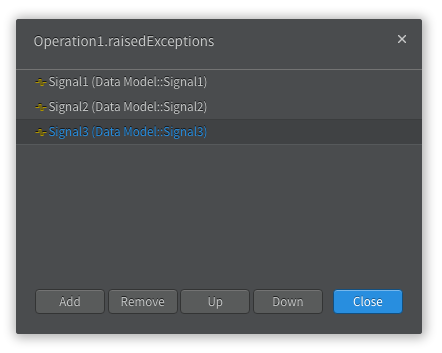 Operation1.raisedExceptions
Signal1 (Data Model::Signal1)
Signal2 (Data Model::Signal2)
Signal3 (Data Model::Signal3)
Add Remove Up Down Close